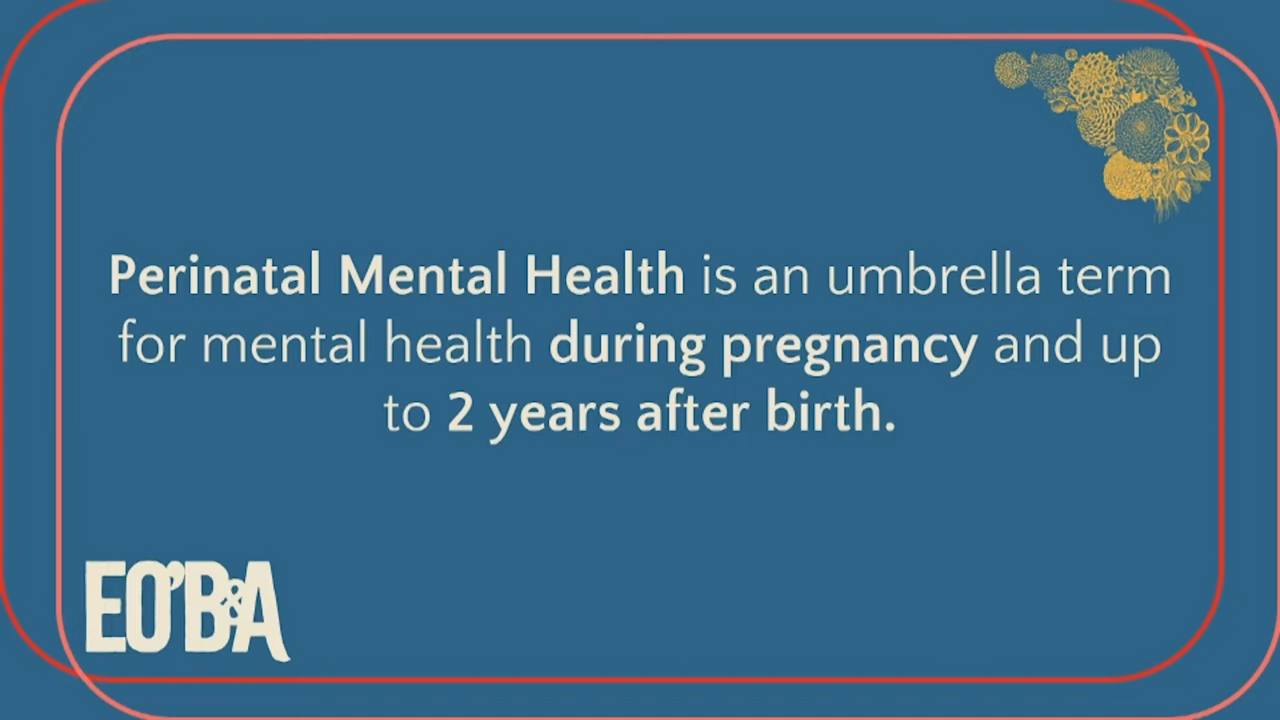 Perinatal Mental Health is an umbrella term
for mental health during pregnancy and up
to 2 years after birth.
EO'B&A